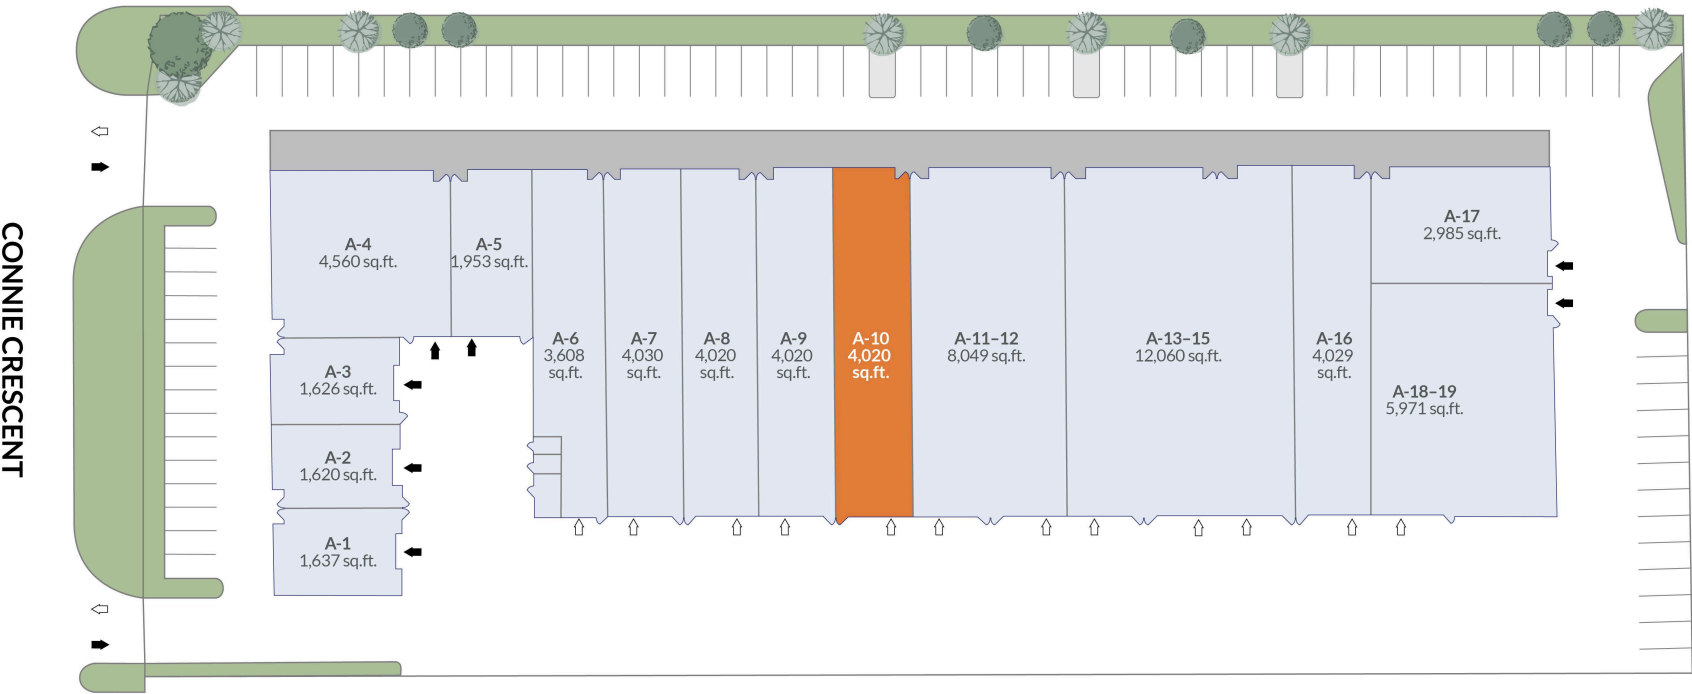 CONNIE CRESCENT
A-4
4,560 sq.ft.
A-5
1,953 sq.ft.
A-3
1,626 sq.ft.
A-2
1,620 sq.ft.
A-1
1,637 sq.ft.
A-6
3,608
sq.ft.
A-7
4,030
sq.ft.
A-8
4,020
sq.ft.
A-9
4,020
sq.ft.
A-10
4,020
sq.ft.
A-11–12
8,049 sq.ft.
A-13–15
12,060 sq.ft.
A-16
4,029
sq.ft.
A-17
2,985 sq.ft.
A-18–19
5,971 sq.ft.